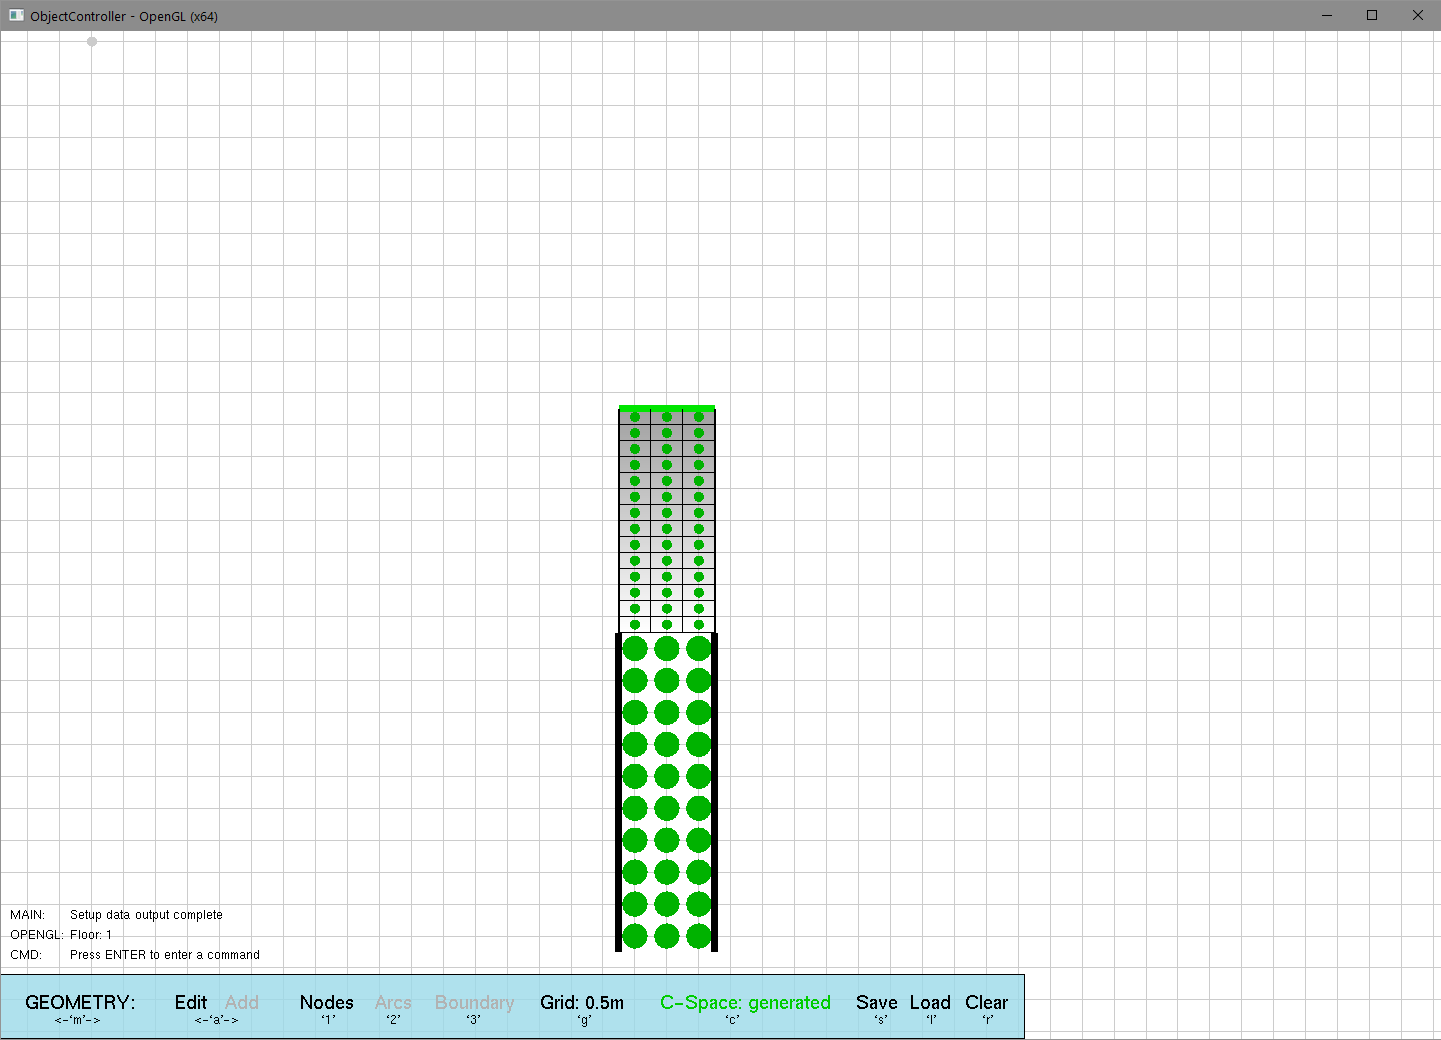 ObjectController - OpenGL (x64)
MAIN: Setup data output complete
OPENGL: Floor: 1
CMD: Press ENTER to enter a command
GEOMETRY: Edit Add Nodes Arcs Boundary Grid: 0.5m C-Space: generated Save Load Clear
<-'m'-> <-'a'-> '1' '2' '3' 'g' 'c' 's' 'l' 'r'